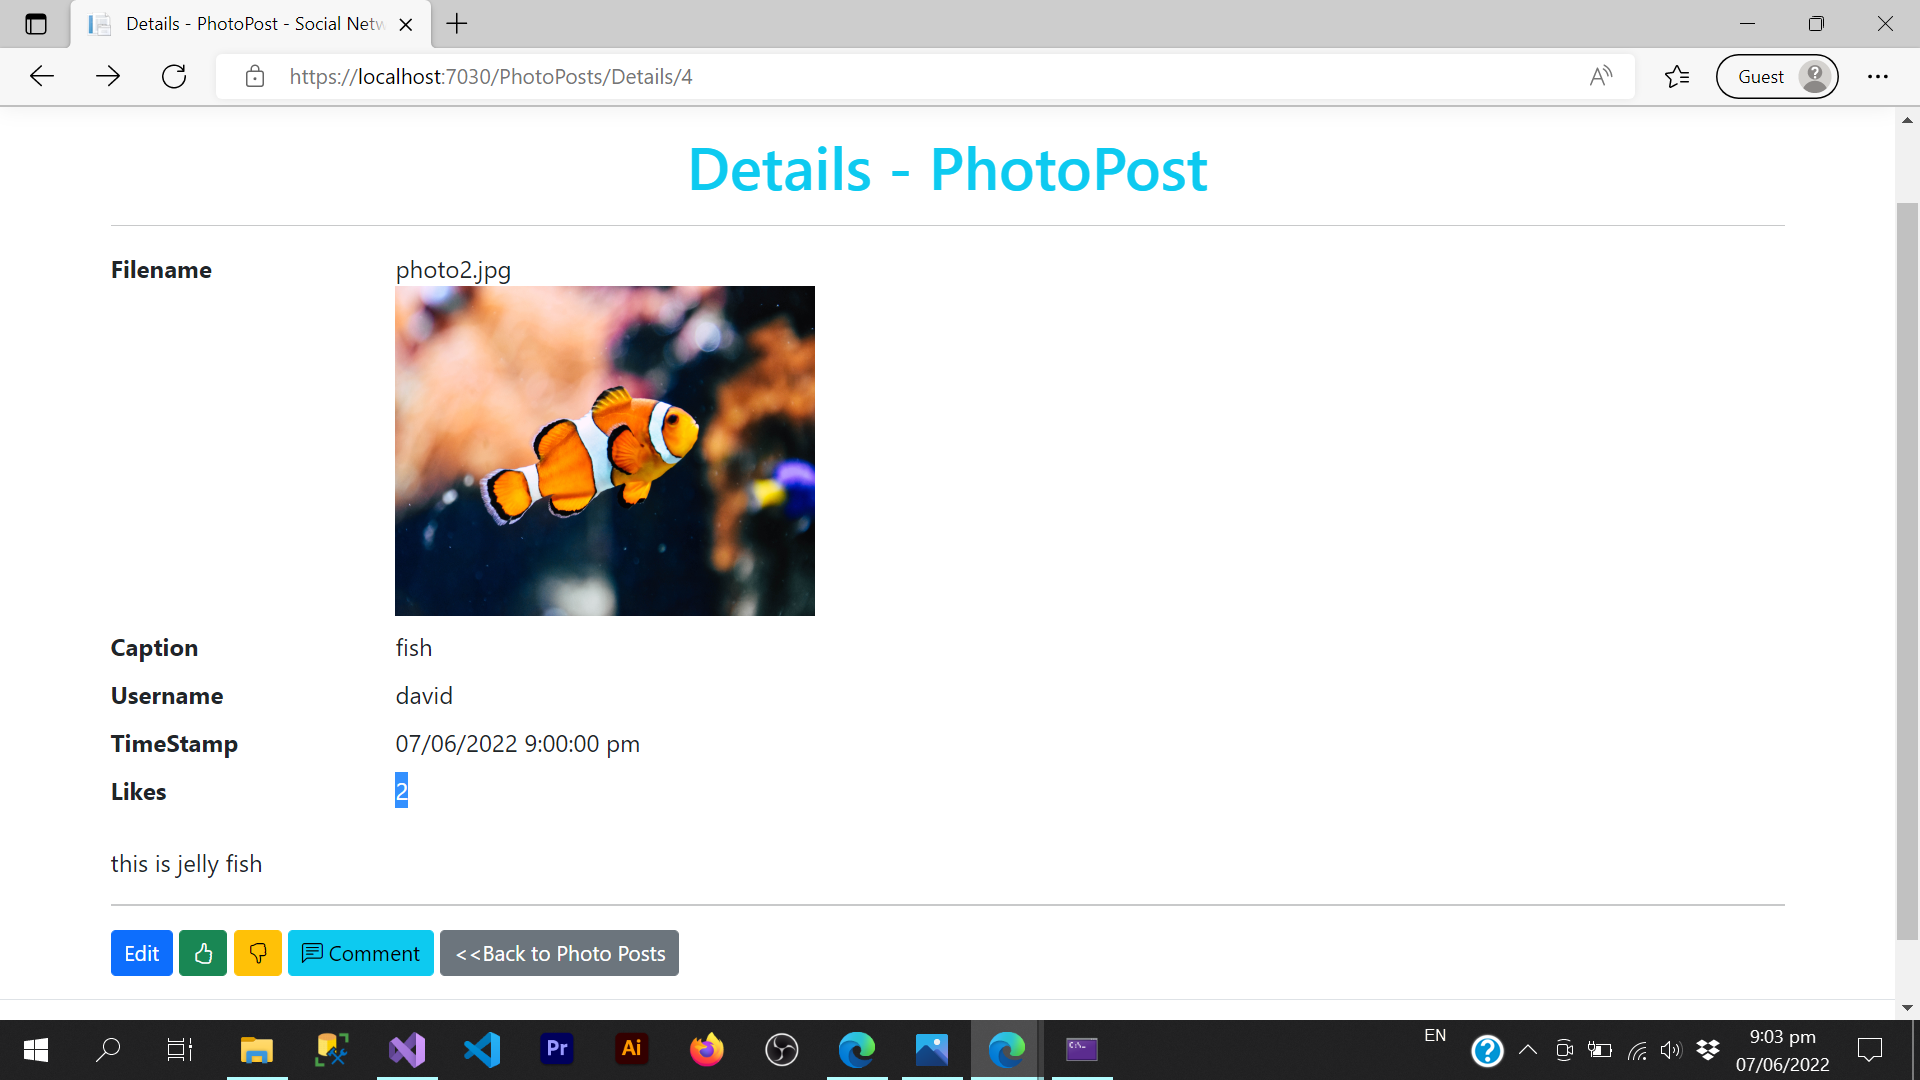 Details - PhotoPost - Social Netw
https://localhost:7030/PhotoPosts/Details/4
Guest
Details - PhotoPost
Filename photo2.jpg
Caption fish
Username david
TimeStamp 07/06/2022 9:00:00 pm
Likes 2
this is jelly fish
Edit Comment <<Back to Photo Posts
Pr Ai EN 9:03 pm
07/06/2022